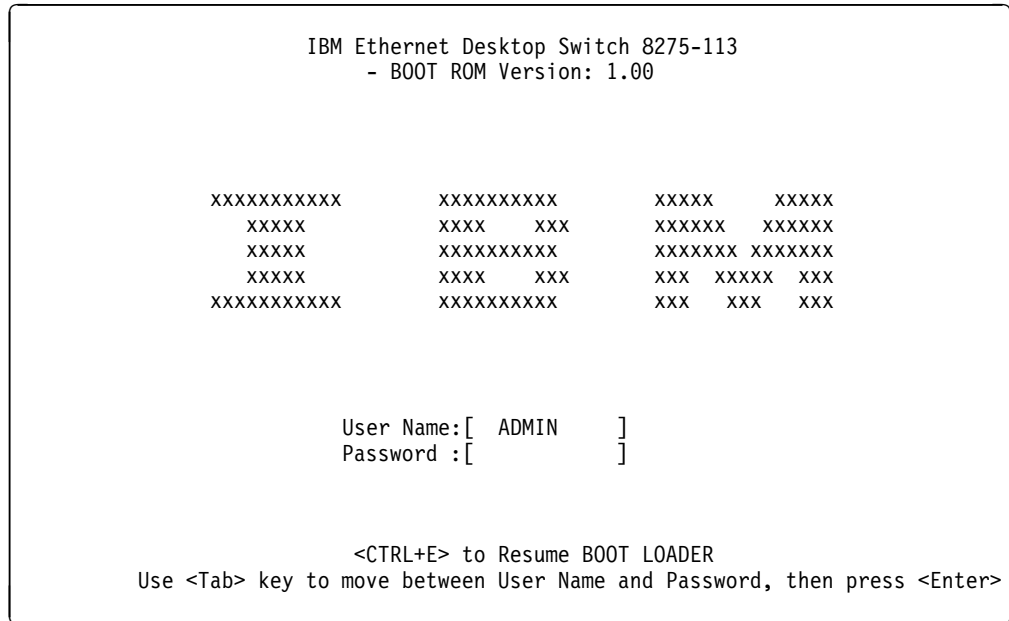 IBM Ethernet Desktop Switch 8275-113
- BOOT ROM Version: 1.00
xxxxxxxxxxx xxxxxxxxxx xxxxx xxxxx
xxxxx xxxx xxx xxxxxx xxxxxx
xxxxx xxxxxxxxxx xxxxxxx xxxxxxx
xxxxx xxxx xxx xxx xxxxx xxx
xxxxxxxxxxx xxxxxxxxxx xxx xxx xxx
User Name:[ ADMIN ]
Password :[ ]
<CTRL+E> to Resume BOOT LOADER
Use <Tab> key to move between User Name and Password, then press <Enter>